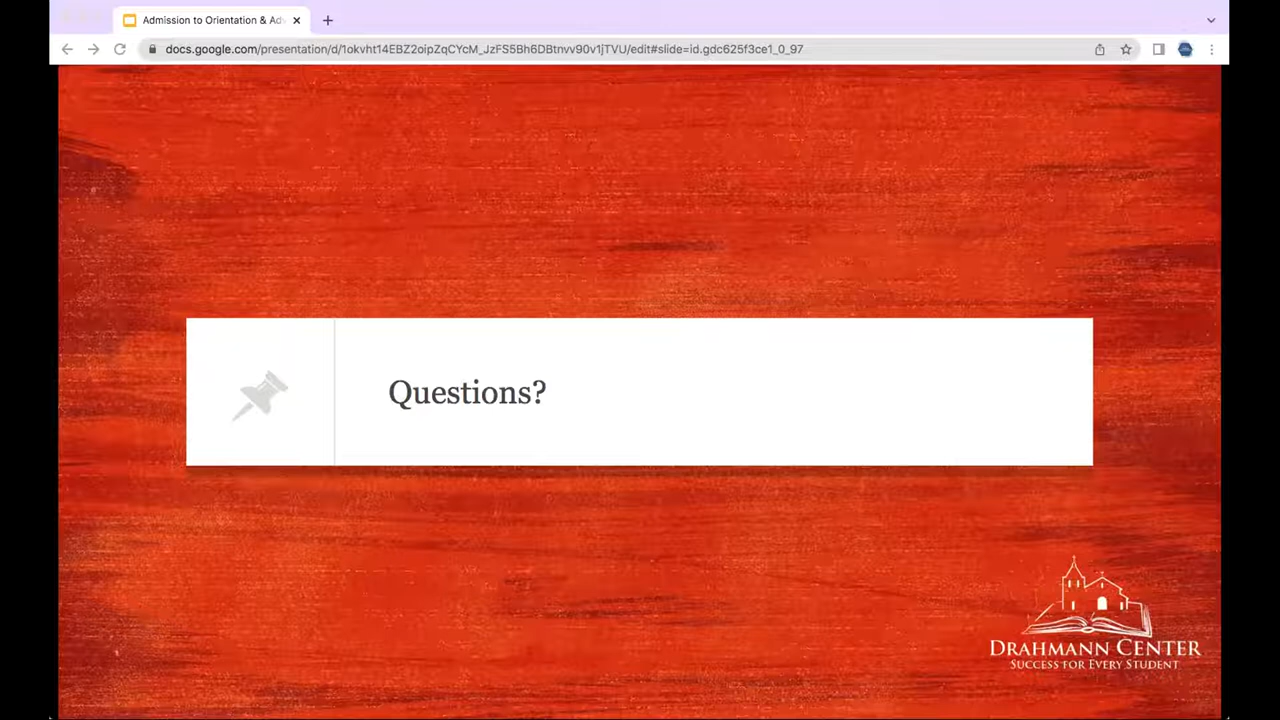 Admission to Orientation & Adv
docs.google.com/presentation/d/1okvht14EBZ2oipZqCYcM_JzFS5Bh6DBtnvv90v1jTVU/edit#slide=id.gdc625f3ce1_0_97
Questions?
DRAHMANN CENTER
SUCCESS FOR EVERY STUDENT